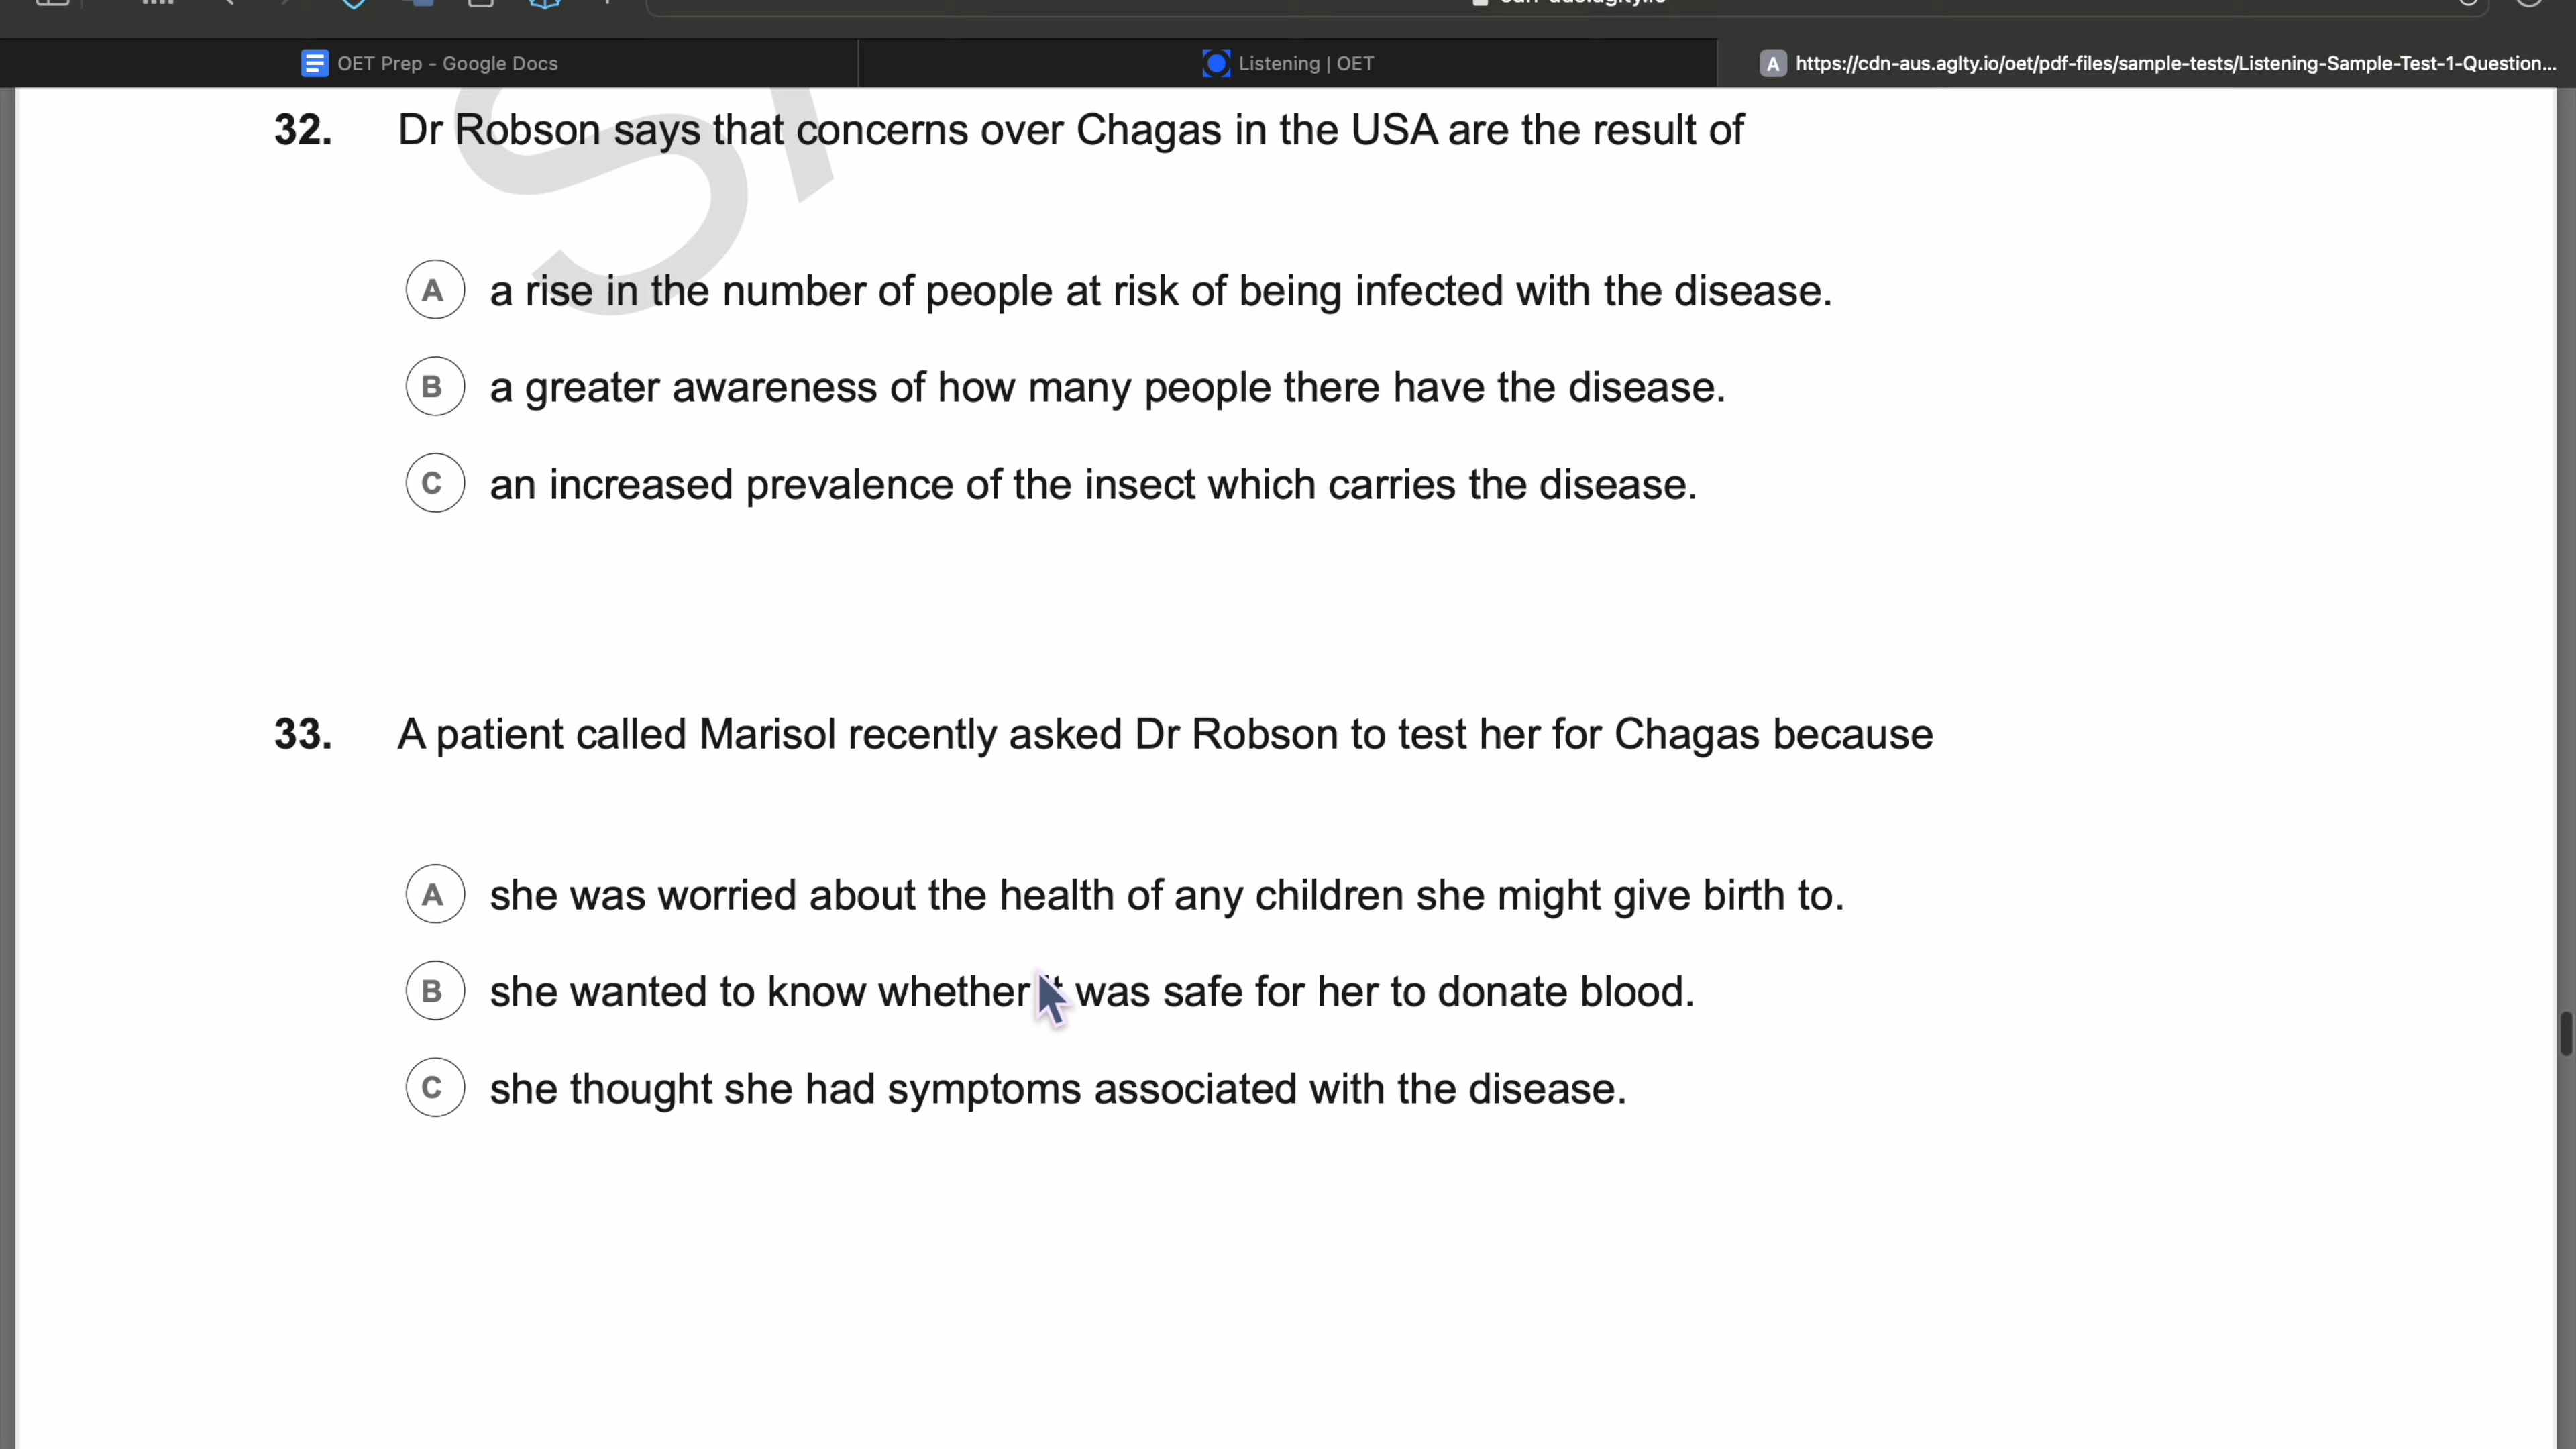 OET Prep - Google Docs
Listening | OET
A https://cdn-aus.aglty.io/oet/pdf-files/sample-tests/Listening-Sample-Test-1-Question...
32. Dr Robson says that concerns over Chagas in the USA are the result of
A a rise in the number of people at risk of being infected with the disease.
B a greater awareness of how many people there have the disease.
C an increased prevalence of the insect which carries the disease.
33. A patient called Marisol recently asked Dr Robson to test her for Chagas because
A she was worried about the health of any children she might give birth to.
B she wanted to know whether it was safe for her to donate blood.
C she thought she had symptoms associated with the disease.